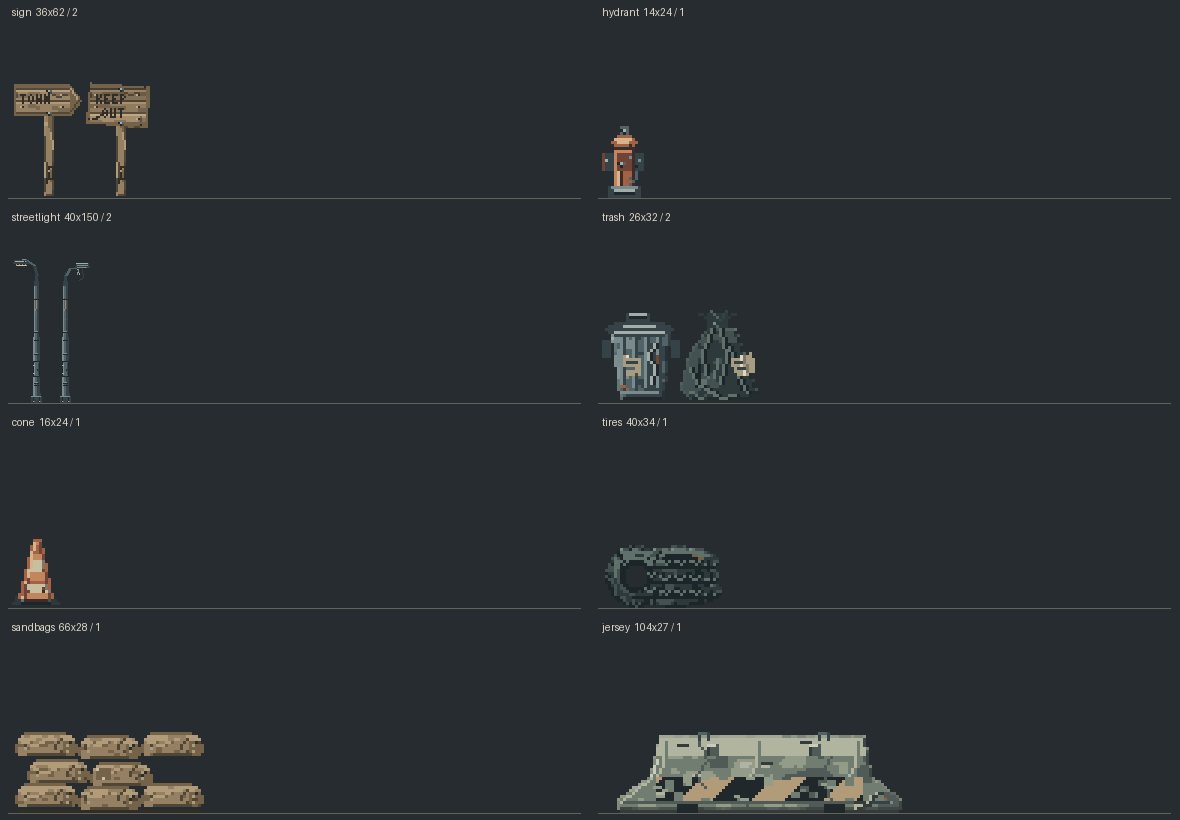 sign 36x62 / 2
hydrant 14x24 / 1
TOWN
KEEP
OUT
streetlight 40x150 / 2
trash 26x32 / 2
cone 16x24 / 1
tires 40x34 / 1
sandbags 66x28 / 1
jersey 104x27 / 1